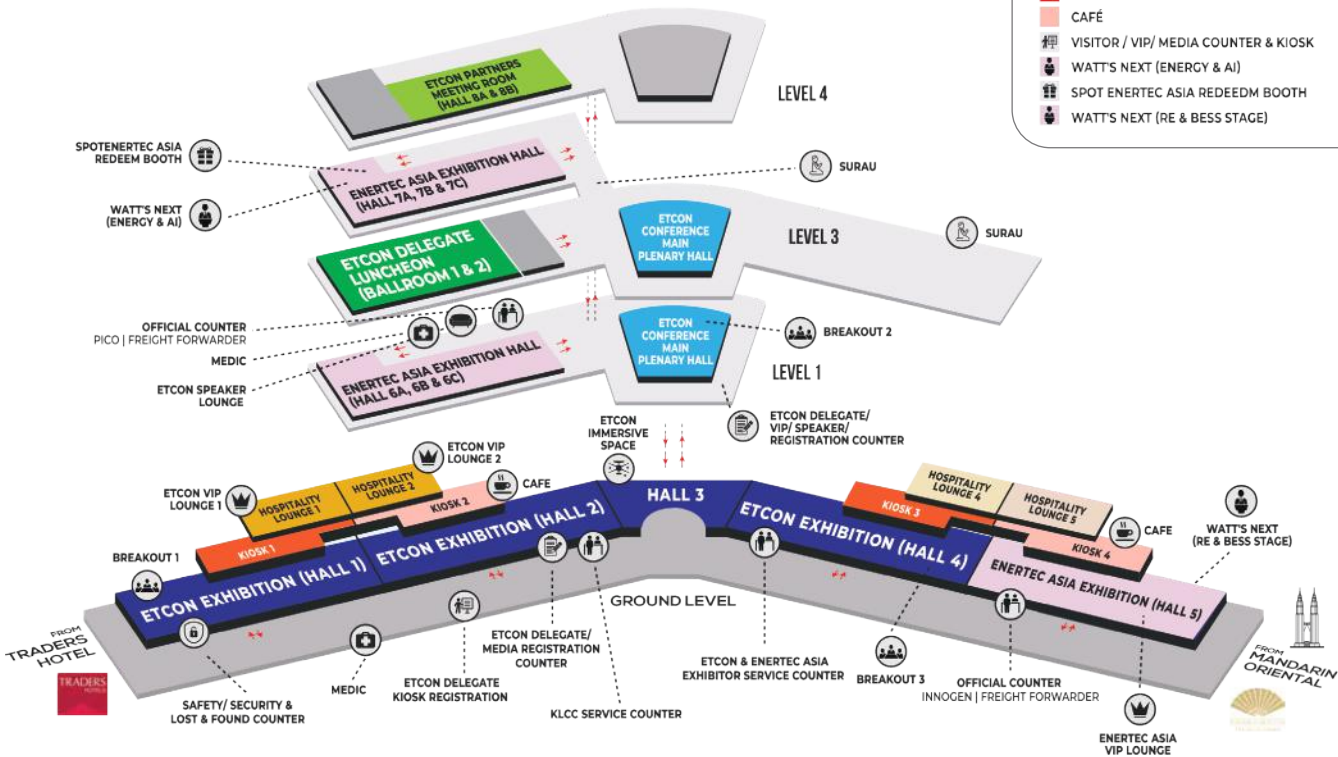 CAFÉ
VISITOR / VIP/ MEDIA COUNTER & KIOSK
WATT'S NEXT (ENERGY & AI)
SPOT ENERTEC ASIA REDEEDM BOOTH
WATT'S NEXT (RE & BESS STAGE)
ETCON PARTNERS
MEETING ROOM
(HALL 8A & 8B)
LEVEL 4
SPOTENERTEC ASIA
REDEEM BOOTH
WATT'S NEXT
(ENERGY & AI)
ENERTEC ASIA EXHIBITION HALL
(HALL 7A, 7B & 7C)
SURAU
ETCON DELEGATE
LUNCHEON
(BALLROOM 1 & 2)
ETCON
CONFERENCE
MAIN
PLENARY HALL
LEVEL 3
SURAU
OFFICIAL COUNTER
PICO | FREIGHT FORWARDER
MEDIC
ETCON SPEAKER
LOUNGE
ENERTEC ASIA EXHIBITION HALL
(HALL 6A, 6B & 6C)
ETCON
CONFERENCE
MAIN
PLENARY HALL
BREAKOUT 2
LEVEL 1
ETCON DELEGATE/
VIP/ SPEAKER/
REGISTRATION COUNTER
ETCON
IMMERSIVE
SPACE
ETCON VIP
LOUNGE 2
ETCON VIP
LOUNGE 1
HOSPITALITY
LOUNGE 1
HOSPITALITY
LOUNGE 2
CAFE
KIOSK 1
KIOSK 2
BREAKOUT 1
ETCON EXHIBITION (HALL 1)
ETCON EXHIBITION (HALL 2)
HALL 3
ETCON EXHIBITION (HALL 4)
ENERTEC ASIA EXHIBITION (HALL 5)
KIOSK 3
HOSPITALITY
LOUNGE 4
HOSPITALITY
LOUNGE 5
KIOSK 4
CAFE
WATT'S NEXT
(RE & BESS STAGE)
GROUND LEVEL
FROM
TRADERS
HOTEL
TRADERS
HOTELS
SAFETY/ SECURITY &
LOST & FOUND COUNTER
MEDIC
ETCON DELEGATE
KIOSK REGISTRATION
ETCON DELEGATE/
MEDIA REGISTRATION
COUNTER
KLCC SERVICE COUNTER
ETCON & ENERTEC ASIA
EXHIBITOR SERVICE COUNTER
BREAKOUT 3
OFFICIAL COUNTER
INNOGEN | FREIGHT FORWARDER
ENERTEC ASIA
VIP LOUNGE
FROM
MANDARIN
ORIENTAL